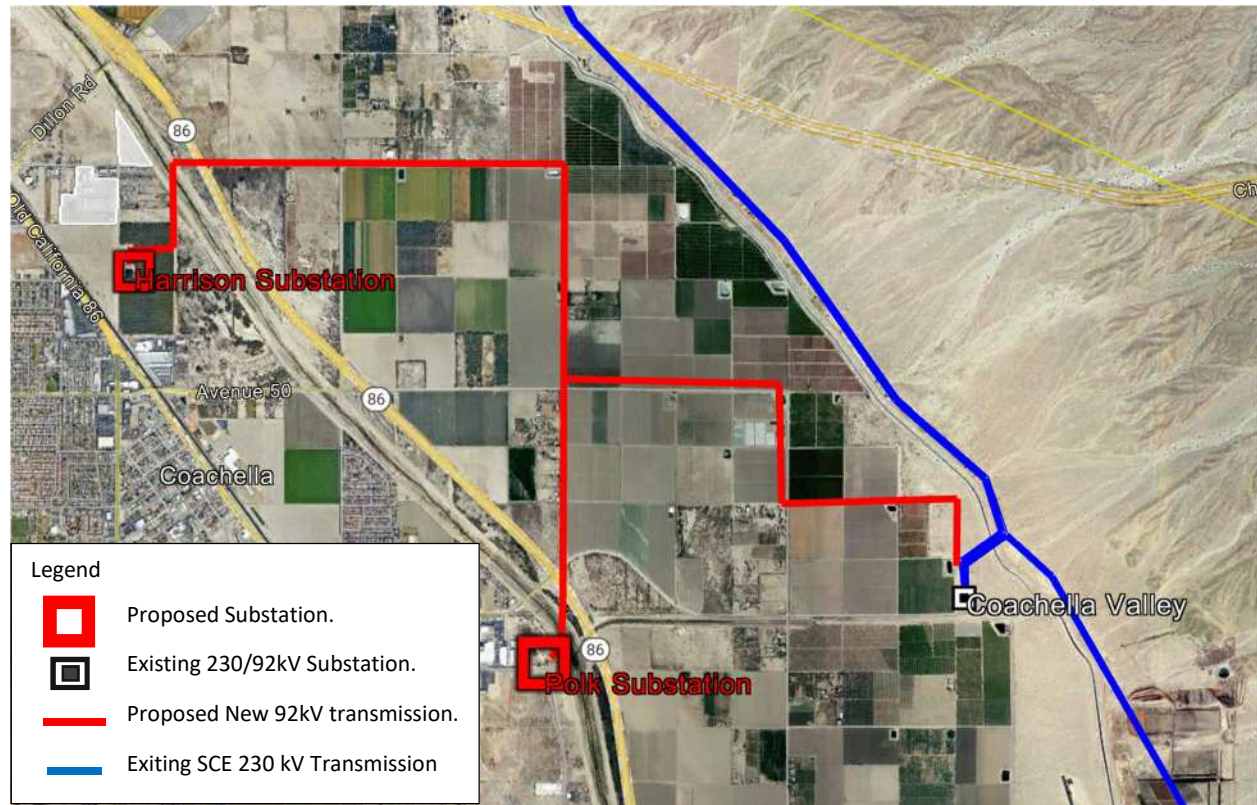 Dillon Rd
86
Old California 86
Ch
Harrison Substation
Avenue 50
86
Coachella
Legend
Proposed Substation.
Existing 230/92kV Substation.
Proposed New 92kV transmission.
Exiting SCE 230 kV Transmission
Coachella Valley
86
Polk Substation